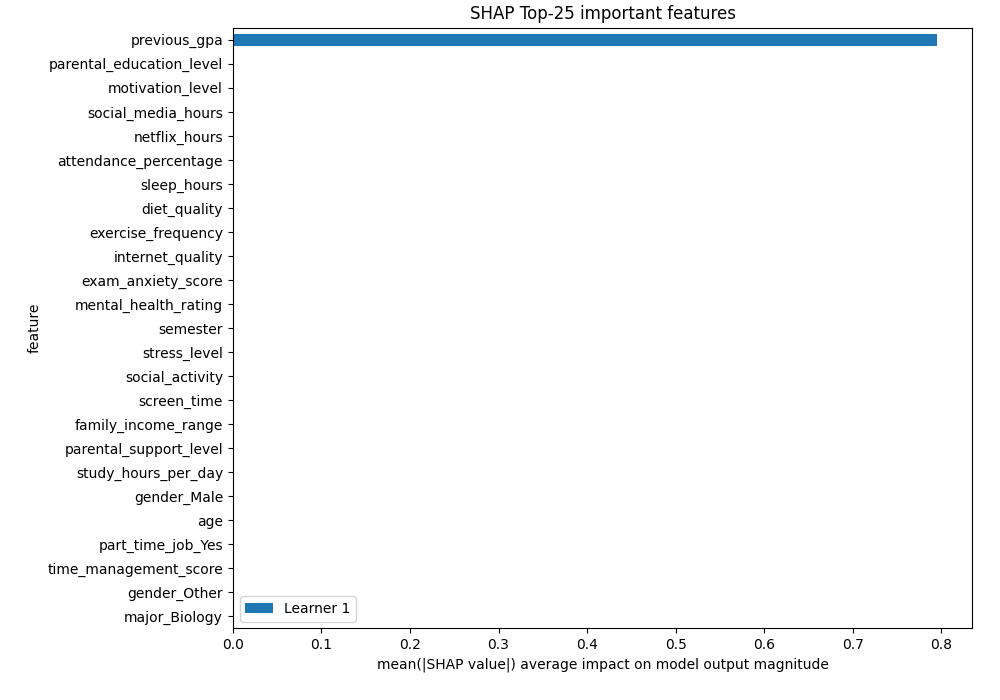 SHAP Top-25 important features
previous_gpa
parental_education_level
motivation_level
social_media_hours
netflix_hours
attendance_percentage
sleep_hours
diet_quality
exercise_frequency
internet_quality
exam_anxiety_score
mental_health_rating
semester
stress_level
social_activity
screen_time
family_income_range
parental_support_level
study_hours_per_day
gender_Male
age
part_time_job_Yes
time_management_score
gender_Other
major_Biology
feature
Learner 1
0.0 0.1 0.2 0.3 0.4 0.5 0.6 0.7 0.8
mean(|SHAP value|) average impact on model output magnitude